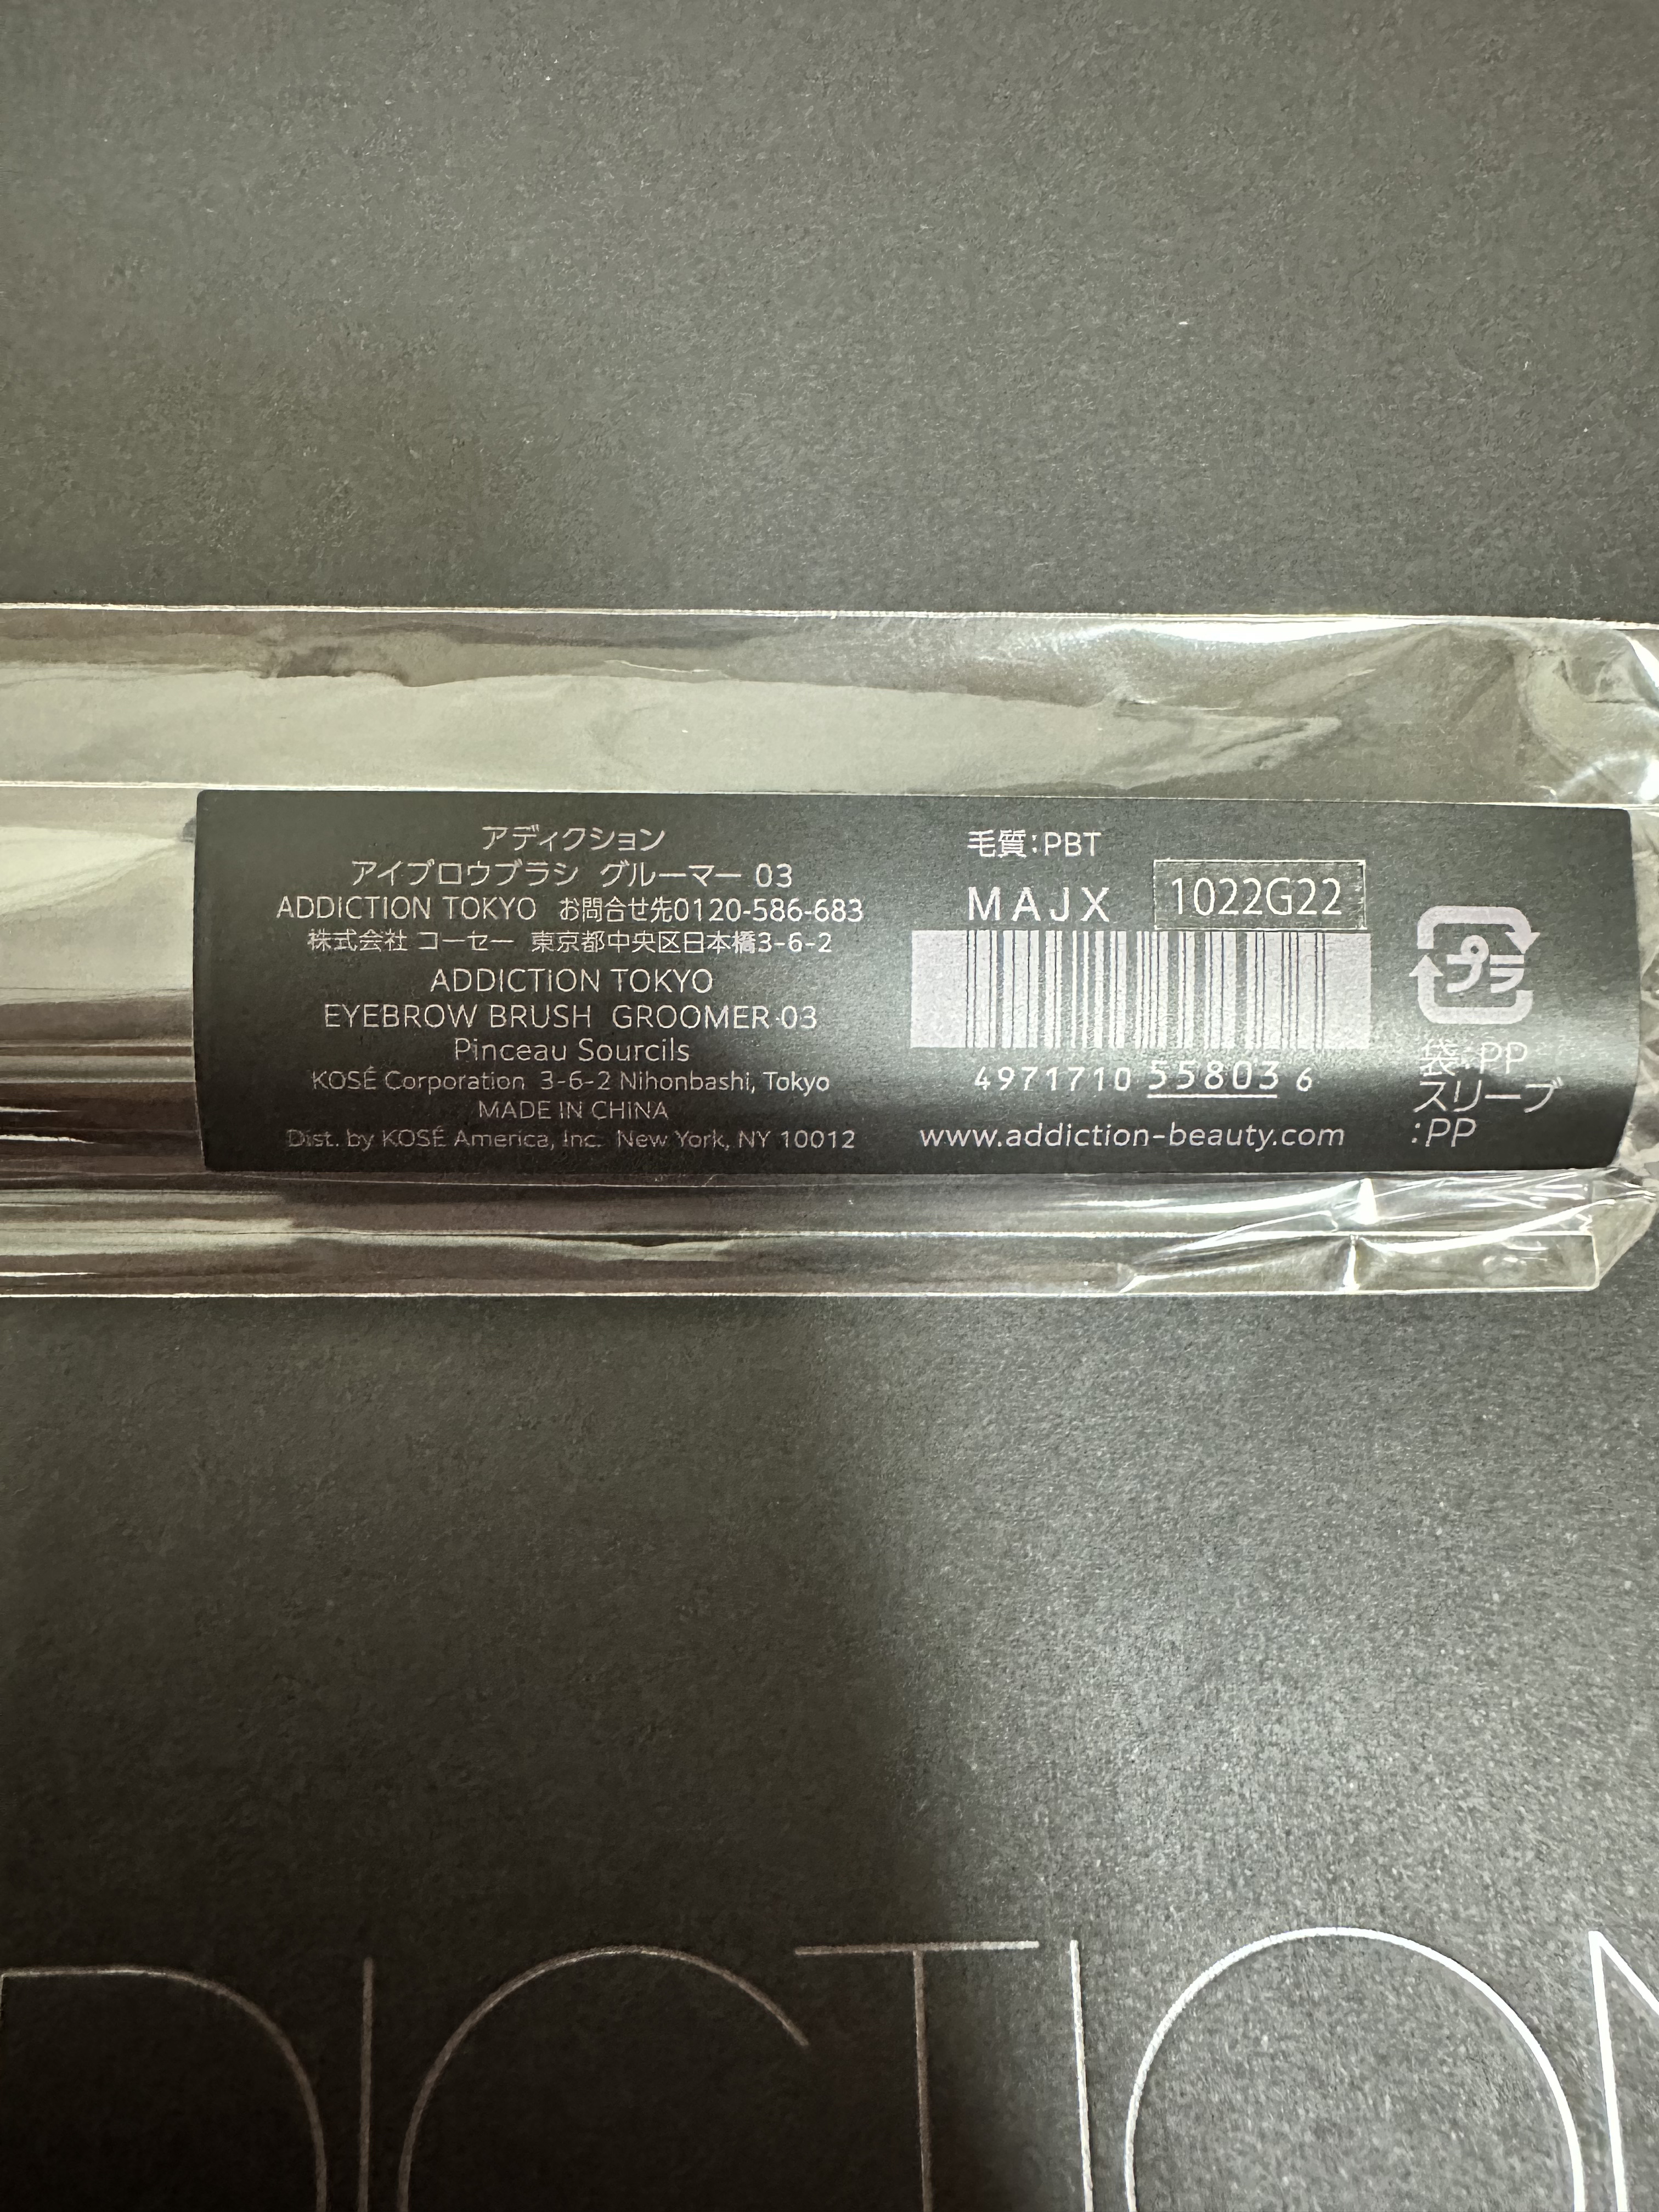 アディクション
アイブロウブラシ グルーマー 03
ADDICTION TOKYO お問合せ先0120-586-683
株式会社 コーセー 東京都中央区日本橋3-6-2
ADDICTION TOKYO
EYEBROW BRUSH GROOMER 03
Pinceau Sourcils
KOSÉ Corporation 3-6-2 Nihonbashi, Tokyo
MADE IN CHINA
Dist. by KOSÉ America, Inc. New York, NY 10012
毛質:PBT
MAJX 1022G22
4971710 55803 6
www.addiction-beauty.com
プラ
袋:PP
スリーブ
:PP
DICTION